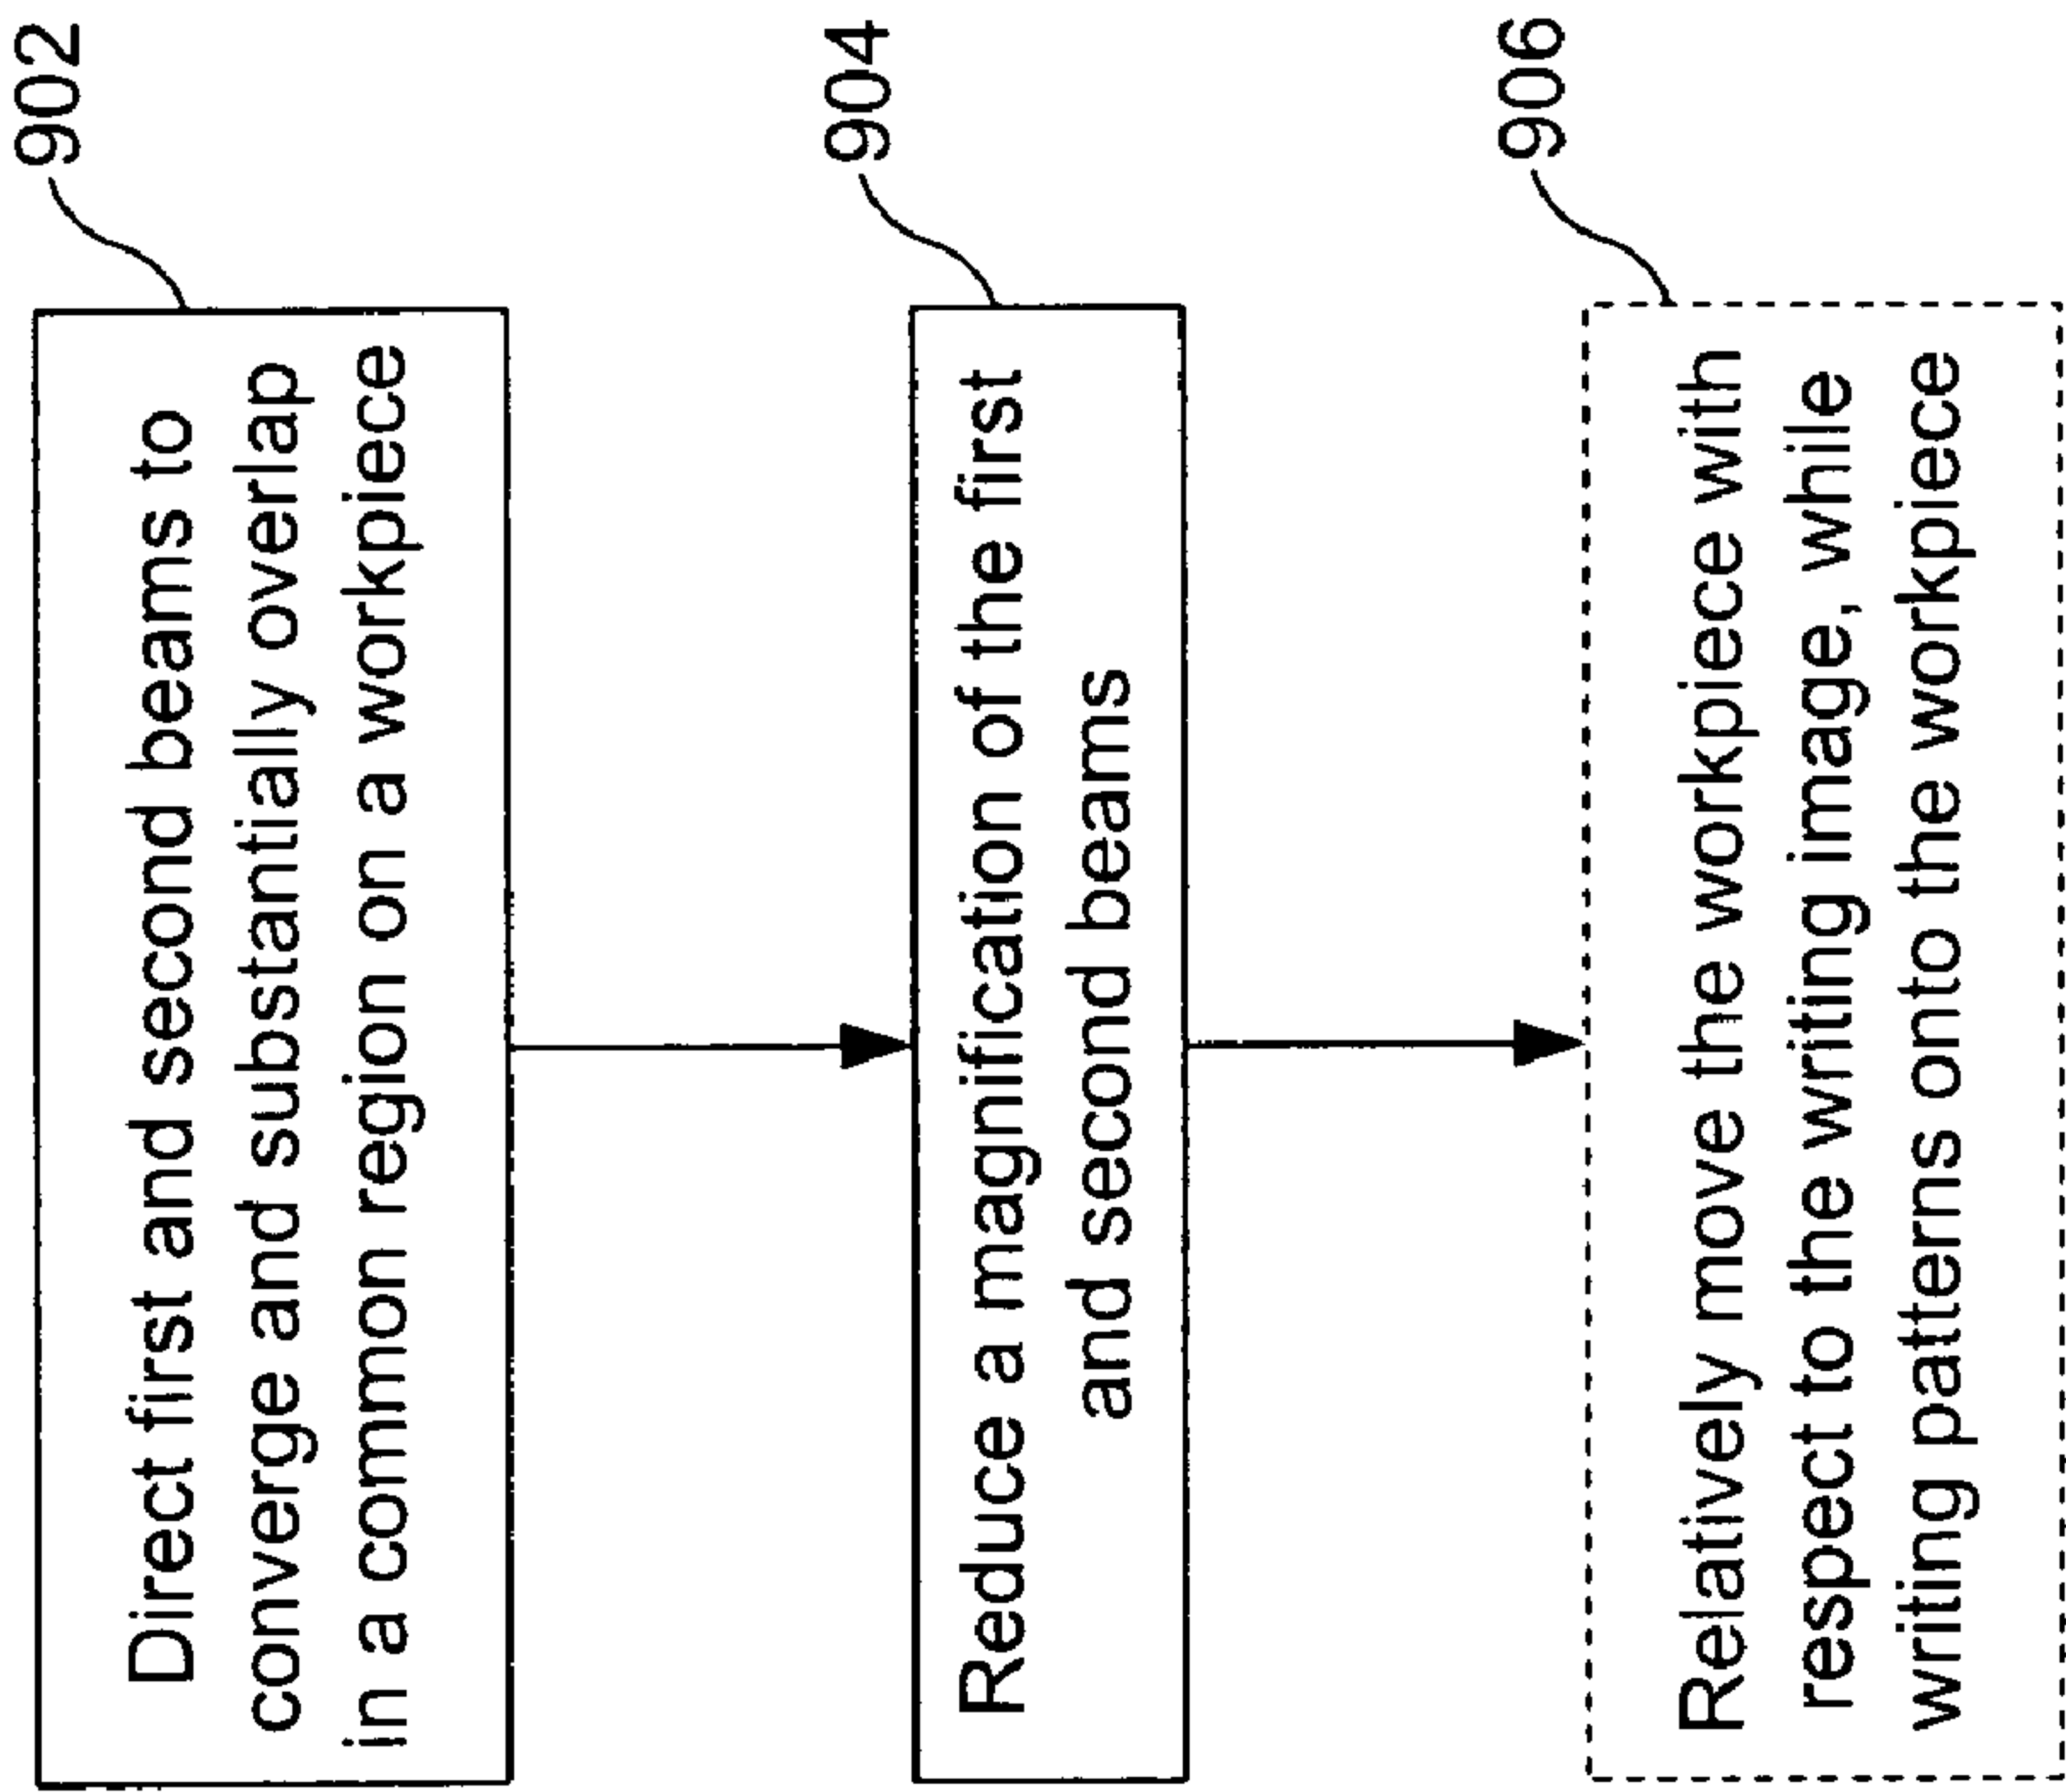 902
Direct first and second beams to
converge and substantially overlap
in a common region on a workpiece
904
Reduce a magnification of the first
and second beams
906
Relatively move the workpiece with
respect to the writing image, while
writing patterns onto the workpiece